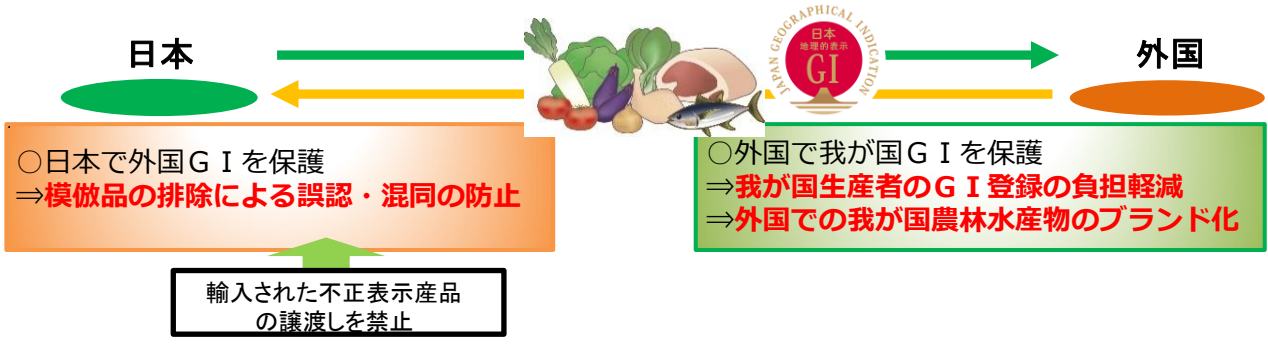 日本
外国
JAPAN GEOGRAPHICAL INDICATION
日本
地理的表示
GI
○日本で外国GIを保護
⇒模倣品の排除による誤認・混同の防止
輸入された不正表示産品
の譲渡しを禁止
○外国で我が国GIを保護
⇒我が国生産者のGI登録の負担軽減
⇒外国での我が国農林水産物のブランド化